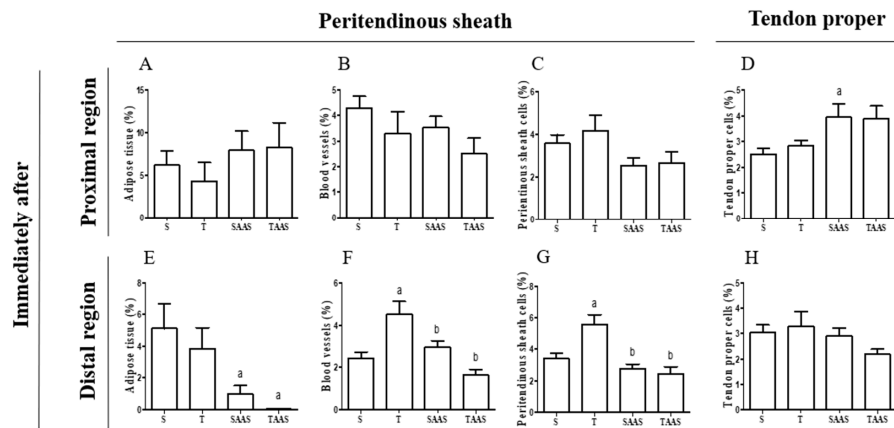 Peritendinous sheath
Tendon proper
Immediately after
Proximal region
A
Adipose tissue (%)
15
10
5
0
S T SAAS TAAS
B
Blood vessels (%)
5
4
3
2
1
0
S T SAAS TAAS
C
Perientinous sheath cells (%)
6
4
2
0
S T SAAS TAAS
D
Tendon proper cells (%)
5
4
3
2
1
0
a
S T SAAS TAAS
Distal region
E
Adipose tissue (%)
8
6
4
2
0
a
a
S T SAAS TAAS
F
Blood vessels (%)
6
4
2
0
a
b
b
S T SAAS TAAS
G
Peritendinous sheath cells (%)
8
6
4
2
0
a
b
b
S T SAAS TAAS
H
Tendon proper cells (%)
5
4
3
2
1
0
S T SAAS TAAS